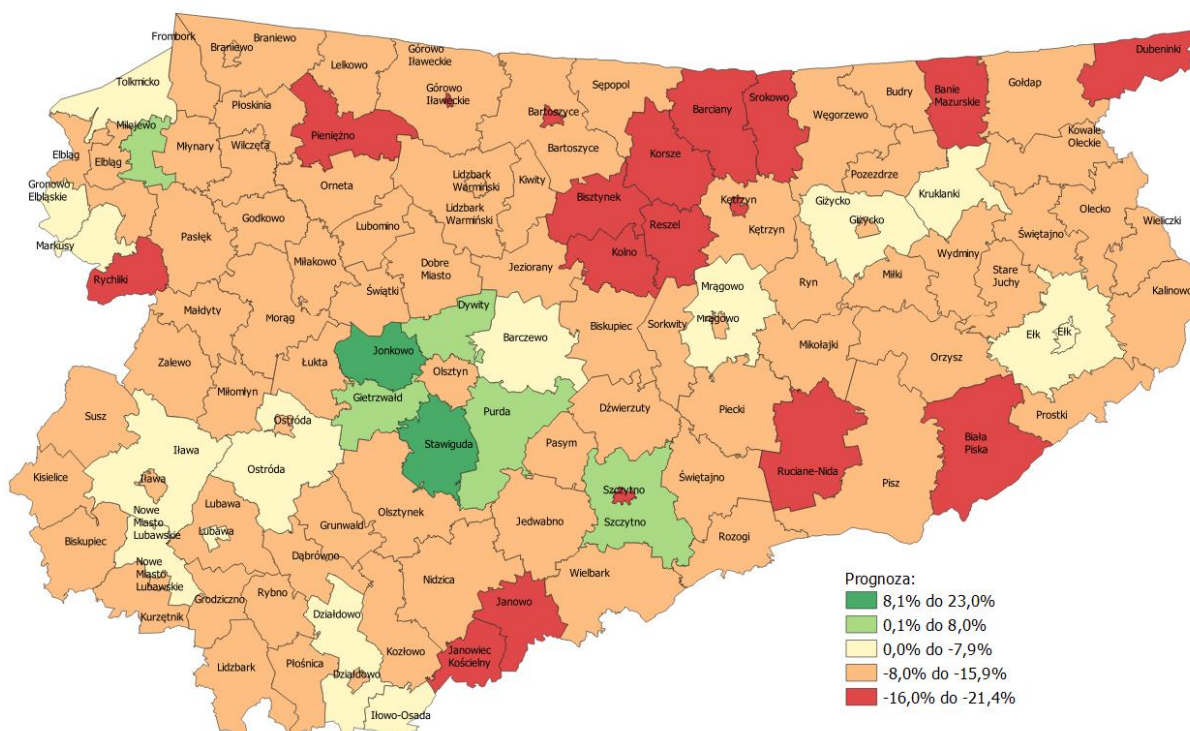 Frombork
Braniewo
Braniewo
Lelkowo
Górowo
Iławeckie
Górowo
Iławeckie
Sępopol
Bartoszyce
Bartoszyce
Barciany
Srokowo
Węgorzewo
Budry
Banie
Mazurskie
Gołdap
Dubeninki
Tolkmicko
Płoskinia
Pieniężno
Milejewo
Młynary
Wilczęta
Elbląg
Elbląg
Gronowo
Elbląskie
Markusy
Rychliki
Pasłęk
Godkowo
Orneta
Lidzbark
Warmiński
Lidzbark
Warmiński
Kiwity
Lubomino
Korsze
Bisztynek
Reszel
Kolno
Kętrzyn
Kętrzyn
Pozezdrze
Kruklanki
Giżycko
Giżycko
Kowale
Oleckie
Olecko
Świętajno
Wieliczki
Wydminy
Stare
Juchy
Kalinowo
Miłki
Ryn
Miłakowo
Dobre
Miasto
Jeziorany
Świątki
Małdyty
Morąg
Dywity
Barczewo
Biskupiec
Sorkwity
Mrągowo
Mrągowo
Mikołajki
Orzysz
Ełk
Ełk
Prostki
Zalewo
Łukta
Jonkowo
Olsztyn
Miłomłyn
Gietrzwałd
Purda
Dźwierzuty
Piecki
Susz
Ostróda
Ostróda
Stawiguda
Pasym
Ruciane-Nida
Biała
Piska
Pisz
Iława
Iława
Kisielice
Szczytno
Szczytno
Świętajno
Nowe
Miasto
Lubawskie
Lubawa
Lubawa
Olsztynek
Grunwald
Jedwabno
Rozogi
Biskupiec
Nowe
Miasto
Lubawskie
Dąbrówno
Wielbark
Nidzica
Grodziczno
Rybno
Kurzętnik
Działdowo
Działdowo
Janowo
Janowiec
Kościelny
Kozłowo
Lidzbark
Płośnica
Iłowo-Osada
Prognoza:
8,1% do 23,0%
0,1% do 8,0%
0,0% do -7,9%
-8,0% do -15,9%
-16,0% do -21,4%